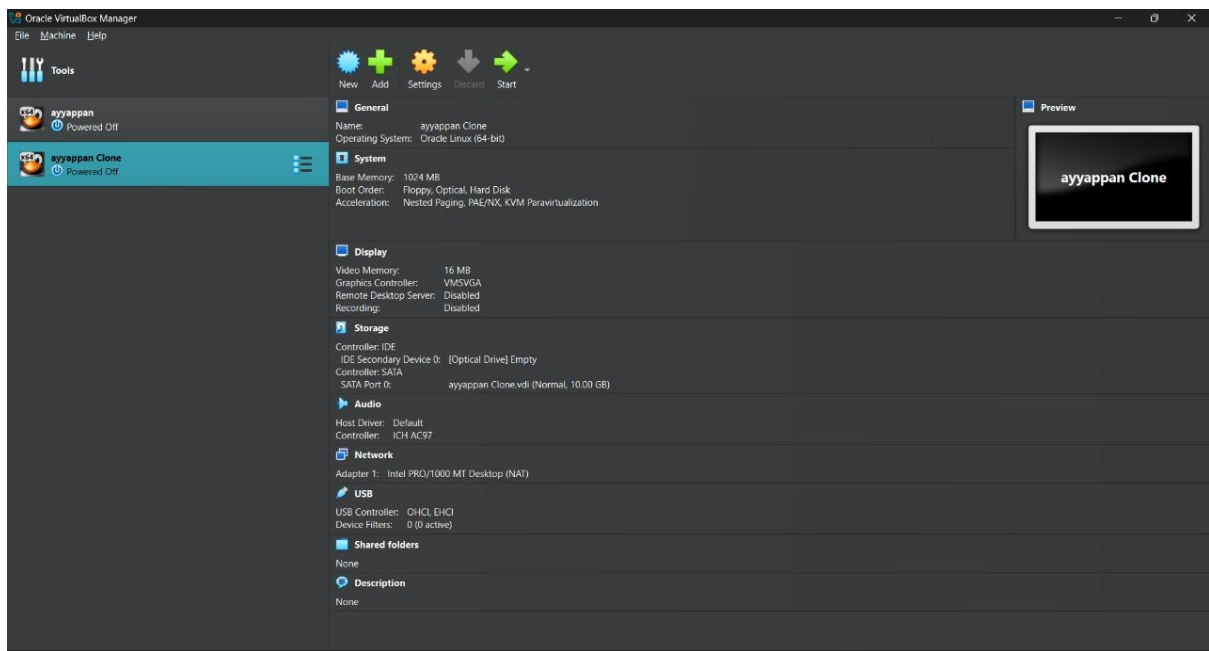 Oracle VirtualBox Manager
File Machine Help
Tools
New Add Settings Discard Start
ayyappan
Powered Off
ayyappan Clone
Powered Off
General
Name: ayyappan Clone
Operating System: Oracle Linux (64-bit)
System
Base Memory: 1024 MB
Boot Order: Floppy, Optical, Hard Disk
Acceleration: Nested Paging, PAE/NX, KVM Paravirtualization
Preview
ayyappan Clone
Display
Video Memory: 16 MB
Graphics Controller: VMSVGA
Remote Desktop Server: Disabled
Recording: Disabled
Storage
Controller: IDE
IDE Secondary Device 0: [Optical Drive] Empty
Controller: SATA
SATA Port 0: ayyappan Clone.vdi (Normal, 10.00 GB)
Audio
Host Driver: Default
Controller: ICH AC97
Network
Adapter 1: Intel PRO/1000 MT Desktop (NAT)
USB
USB Controller: OHCI, EHCI
Device Filters: 0 (0 active)
Shared folders
None
Description
None